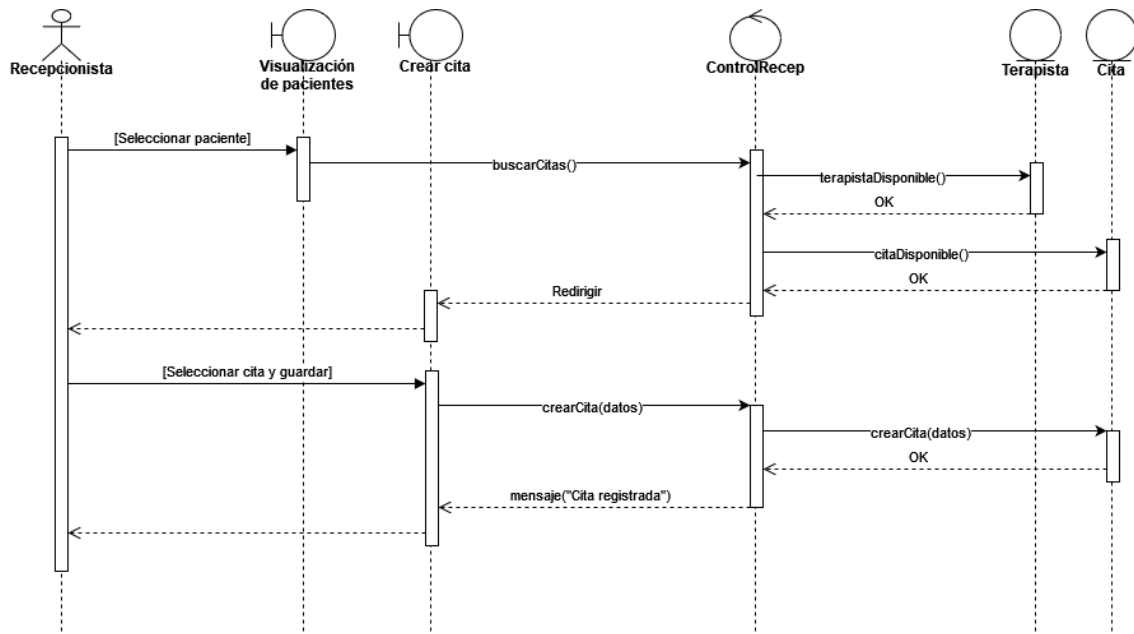 Recepcionista
Visualización
de pacientes
Crear cita
ControlRecep
Terapista
Cita
[Seleccionar paciente]
buscarCitas()
terapistaDisponible()
OK
citaDisponible()
OK
Redirigir
[Seleccionar cita y guardar]
crearCita(datos)
crearCita(datos)
OK
mensaje("Cita registrada")